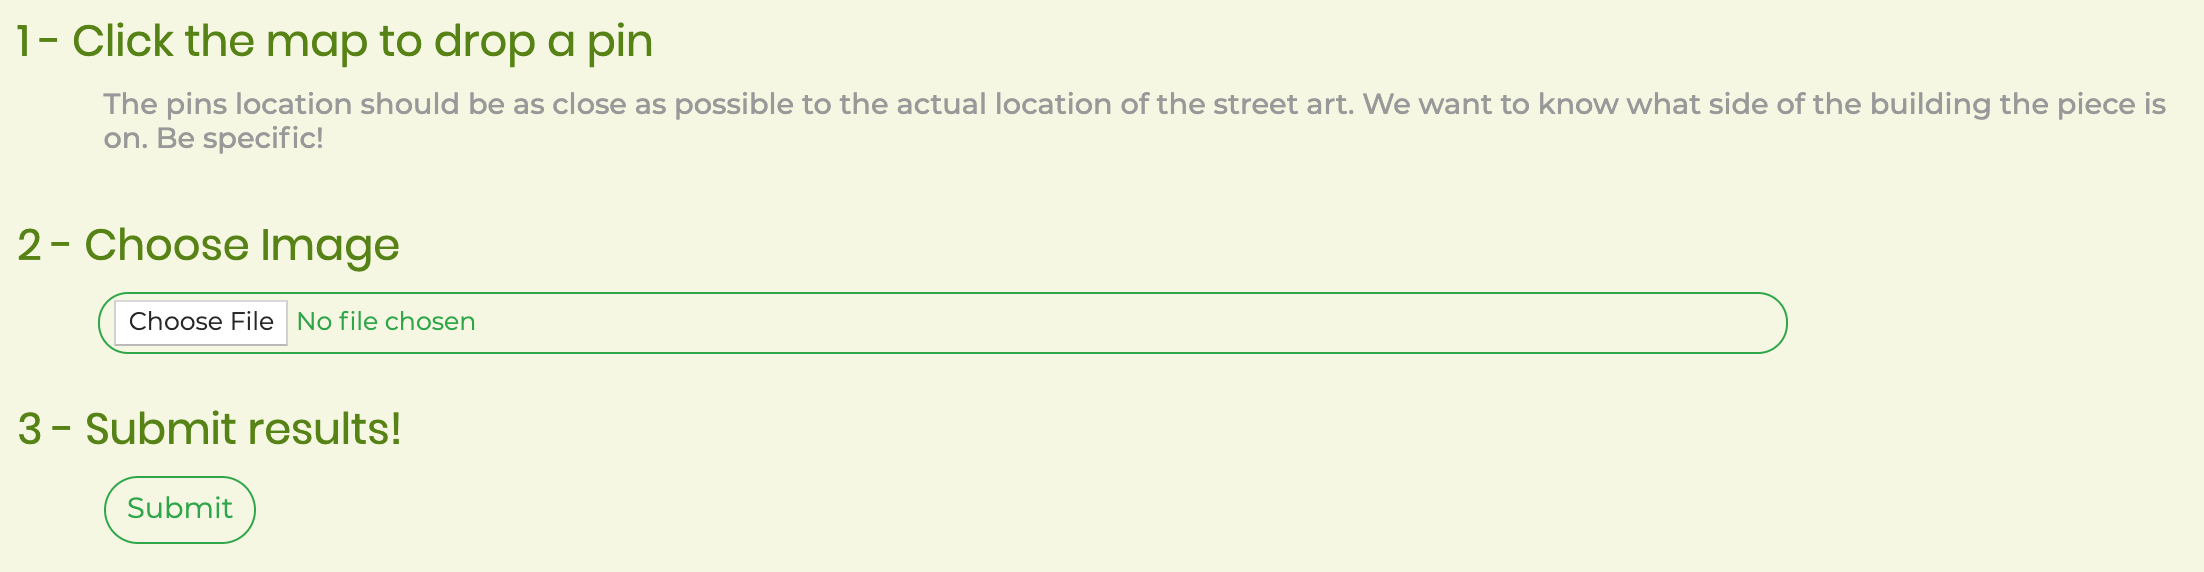 1 - Click the map to drop a pin
The pins location should be as close as possible to the actual location of the street art. We want to know what side of the building the piece is
on. Be specific!
2 - Choose Image
Choose File No file chosen
3 - Submit results!
Submit